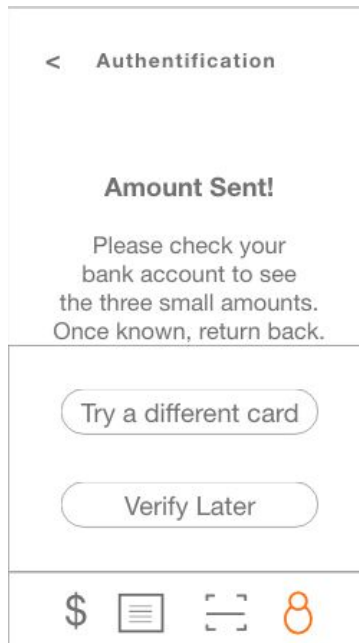 < Authentification
Amount Sent!
Please check your
bank account to see
the three small amounts.
Once known, return back.
Try a different card
Verify Later
$